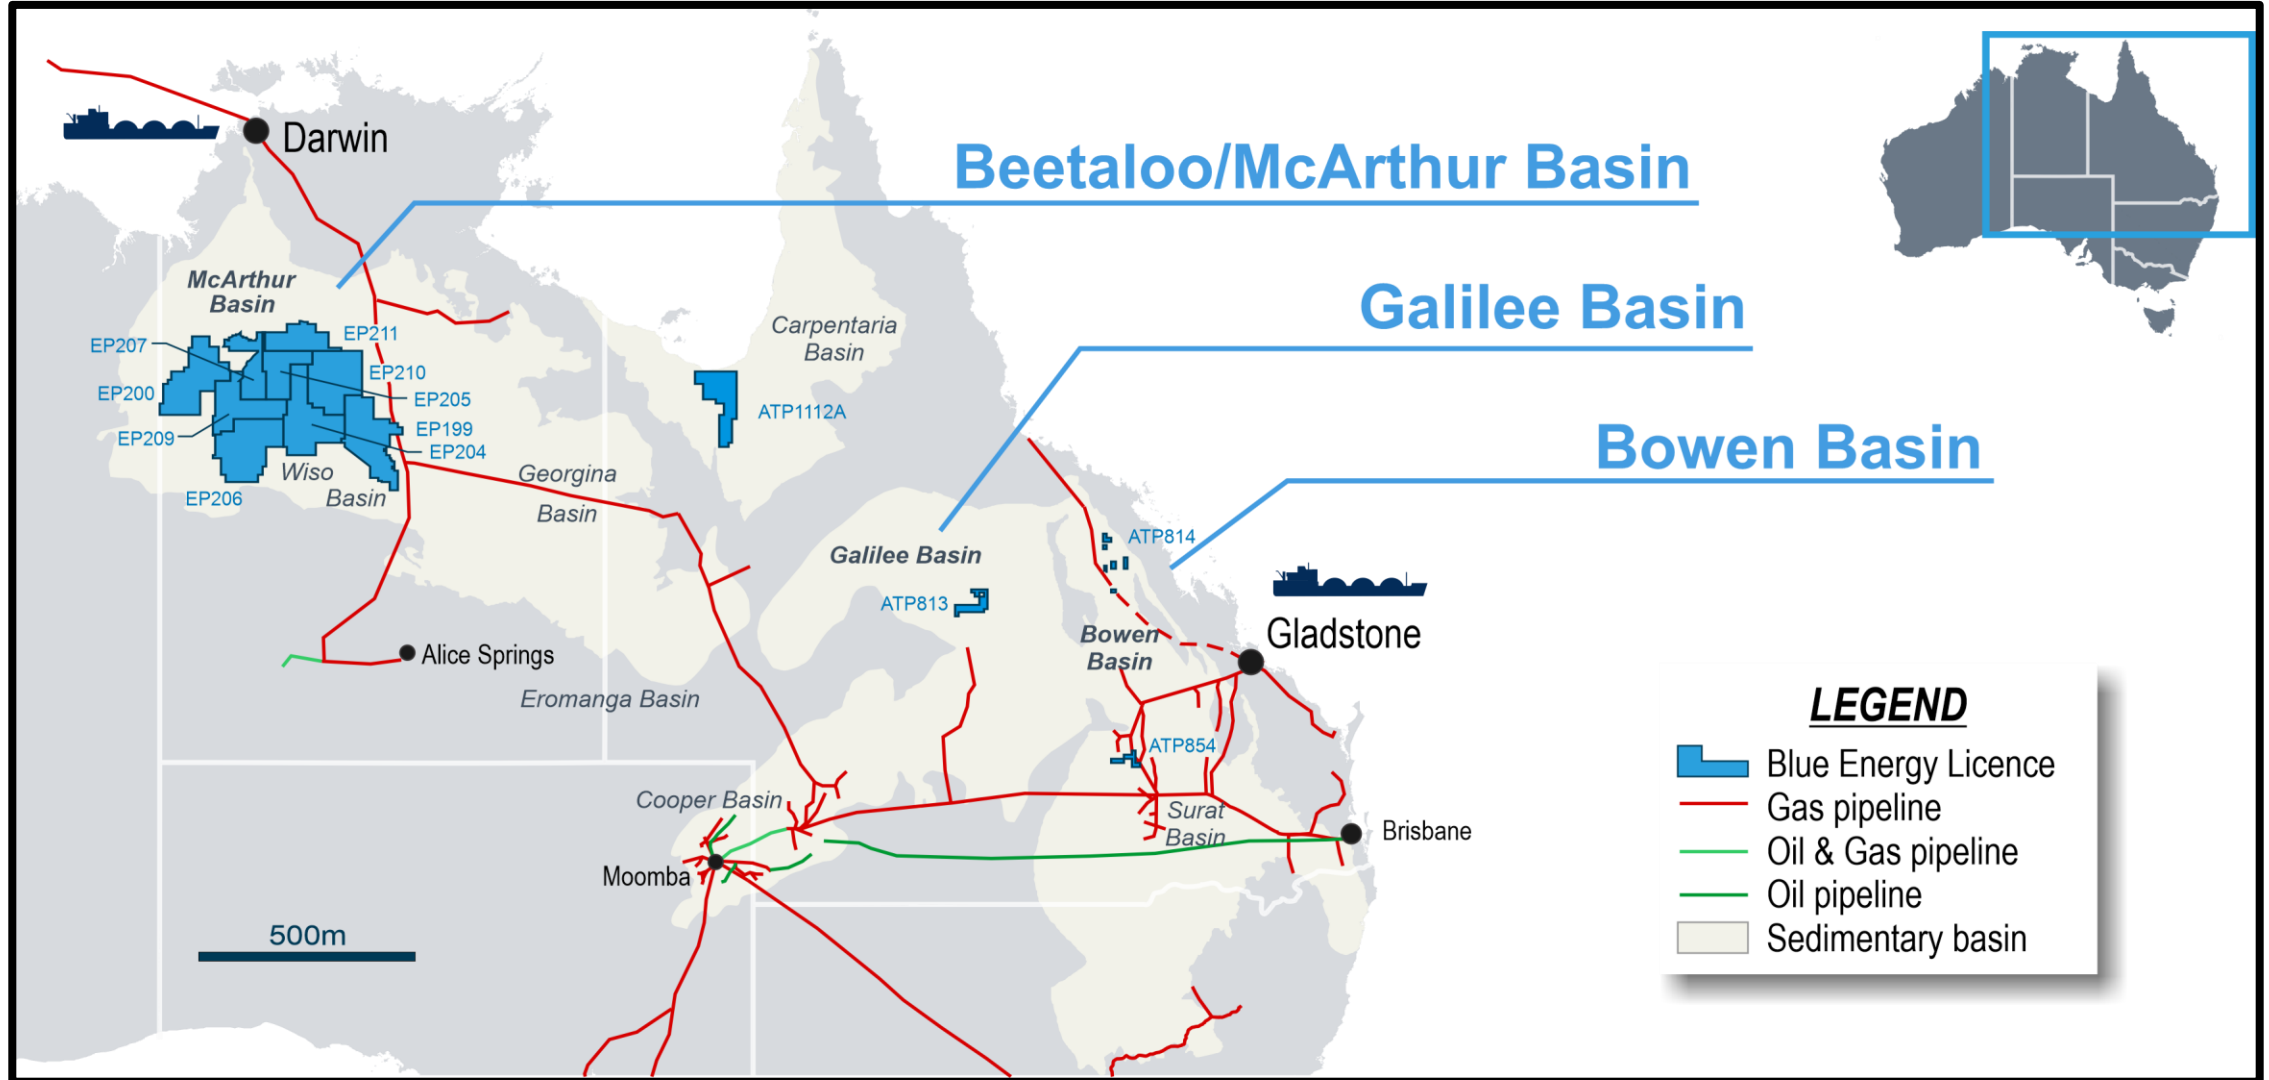 Darwin
Beetaloo/McArthur Basin
McArthur
Basin
Galilee Basin
Carpentaria
Basin
EP211
EP207
EP210
EP200
EP205
ATP1112A
EP199
EP209
EP204
Bowen Basin
Wiso
Basin
EP206
Georgina
Basin
ATP814
Galilee Basin
ATP813
Gladstone
Bowen
Basin
Alice Springs
Eromanga Basin
ATP854
Cooper Basin
Surat
Basin
Brisbane
Moomba
500m
LEGEND
Blue Energy Licence
Gas pipeline
Oil & Gas pipeline
Oil pipeline
Sedimentary basin